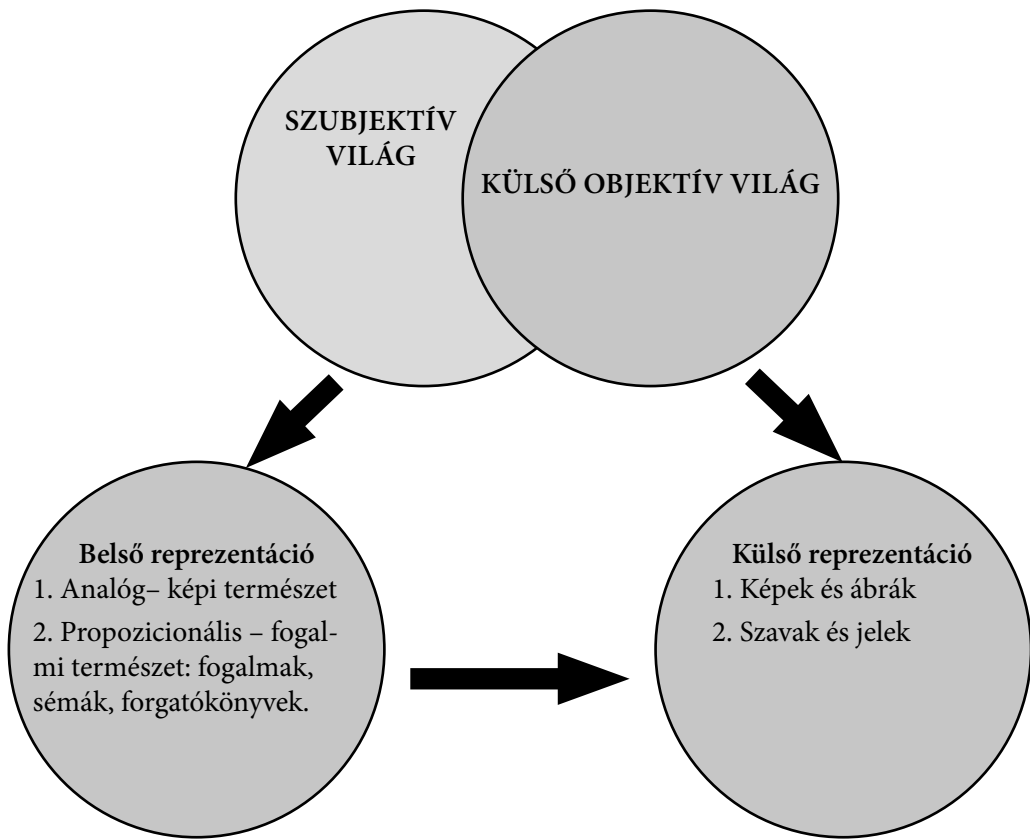 SZUBJEKTÍV
VILÁG
KÜLSŐ OBJEKTÍV VILÁG
Belső reprezentáció
1. Analóg– képi természet
2. Propozicionális – fogal-
mi természet: fogalmak,
sémák, forgatókönyvek.
Külső reprezentáció
1. Képek és ábrák
2. Szavak és jelek